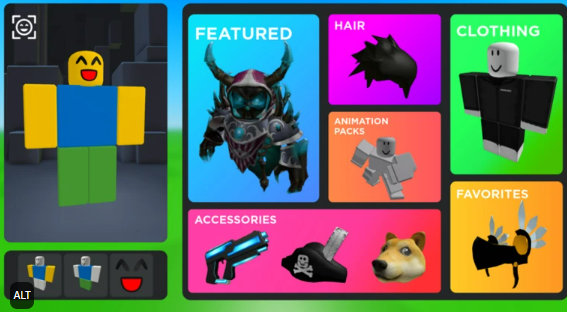 FEATURED
HAIR
CLOTHING
ANIMATION
PACKS
ACCESSORIES
FAVORITES
ALT